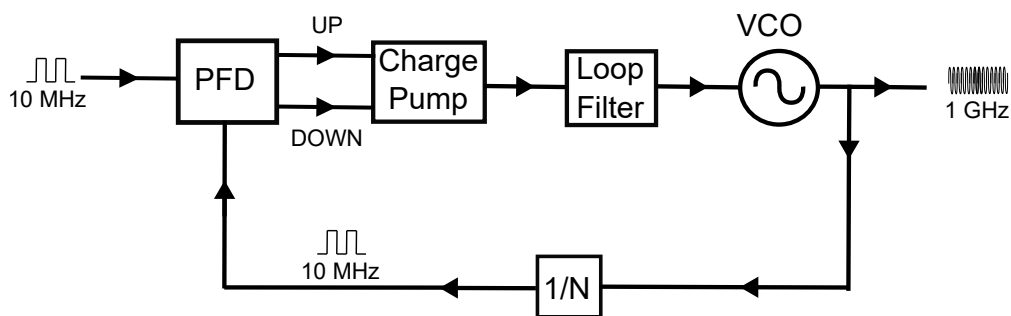 VCO
UP
PFD
Charge
Pump
Loop
Filter
10 MHz
1 GHz
DOWN
10 MHz
1/N